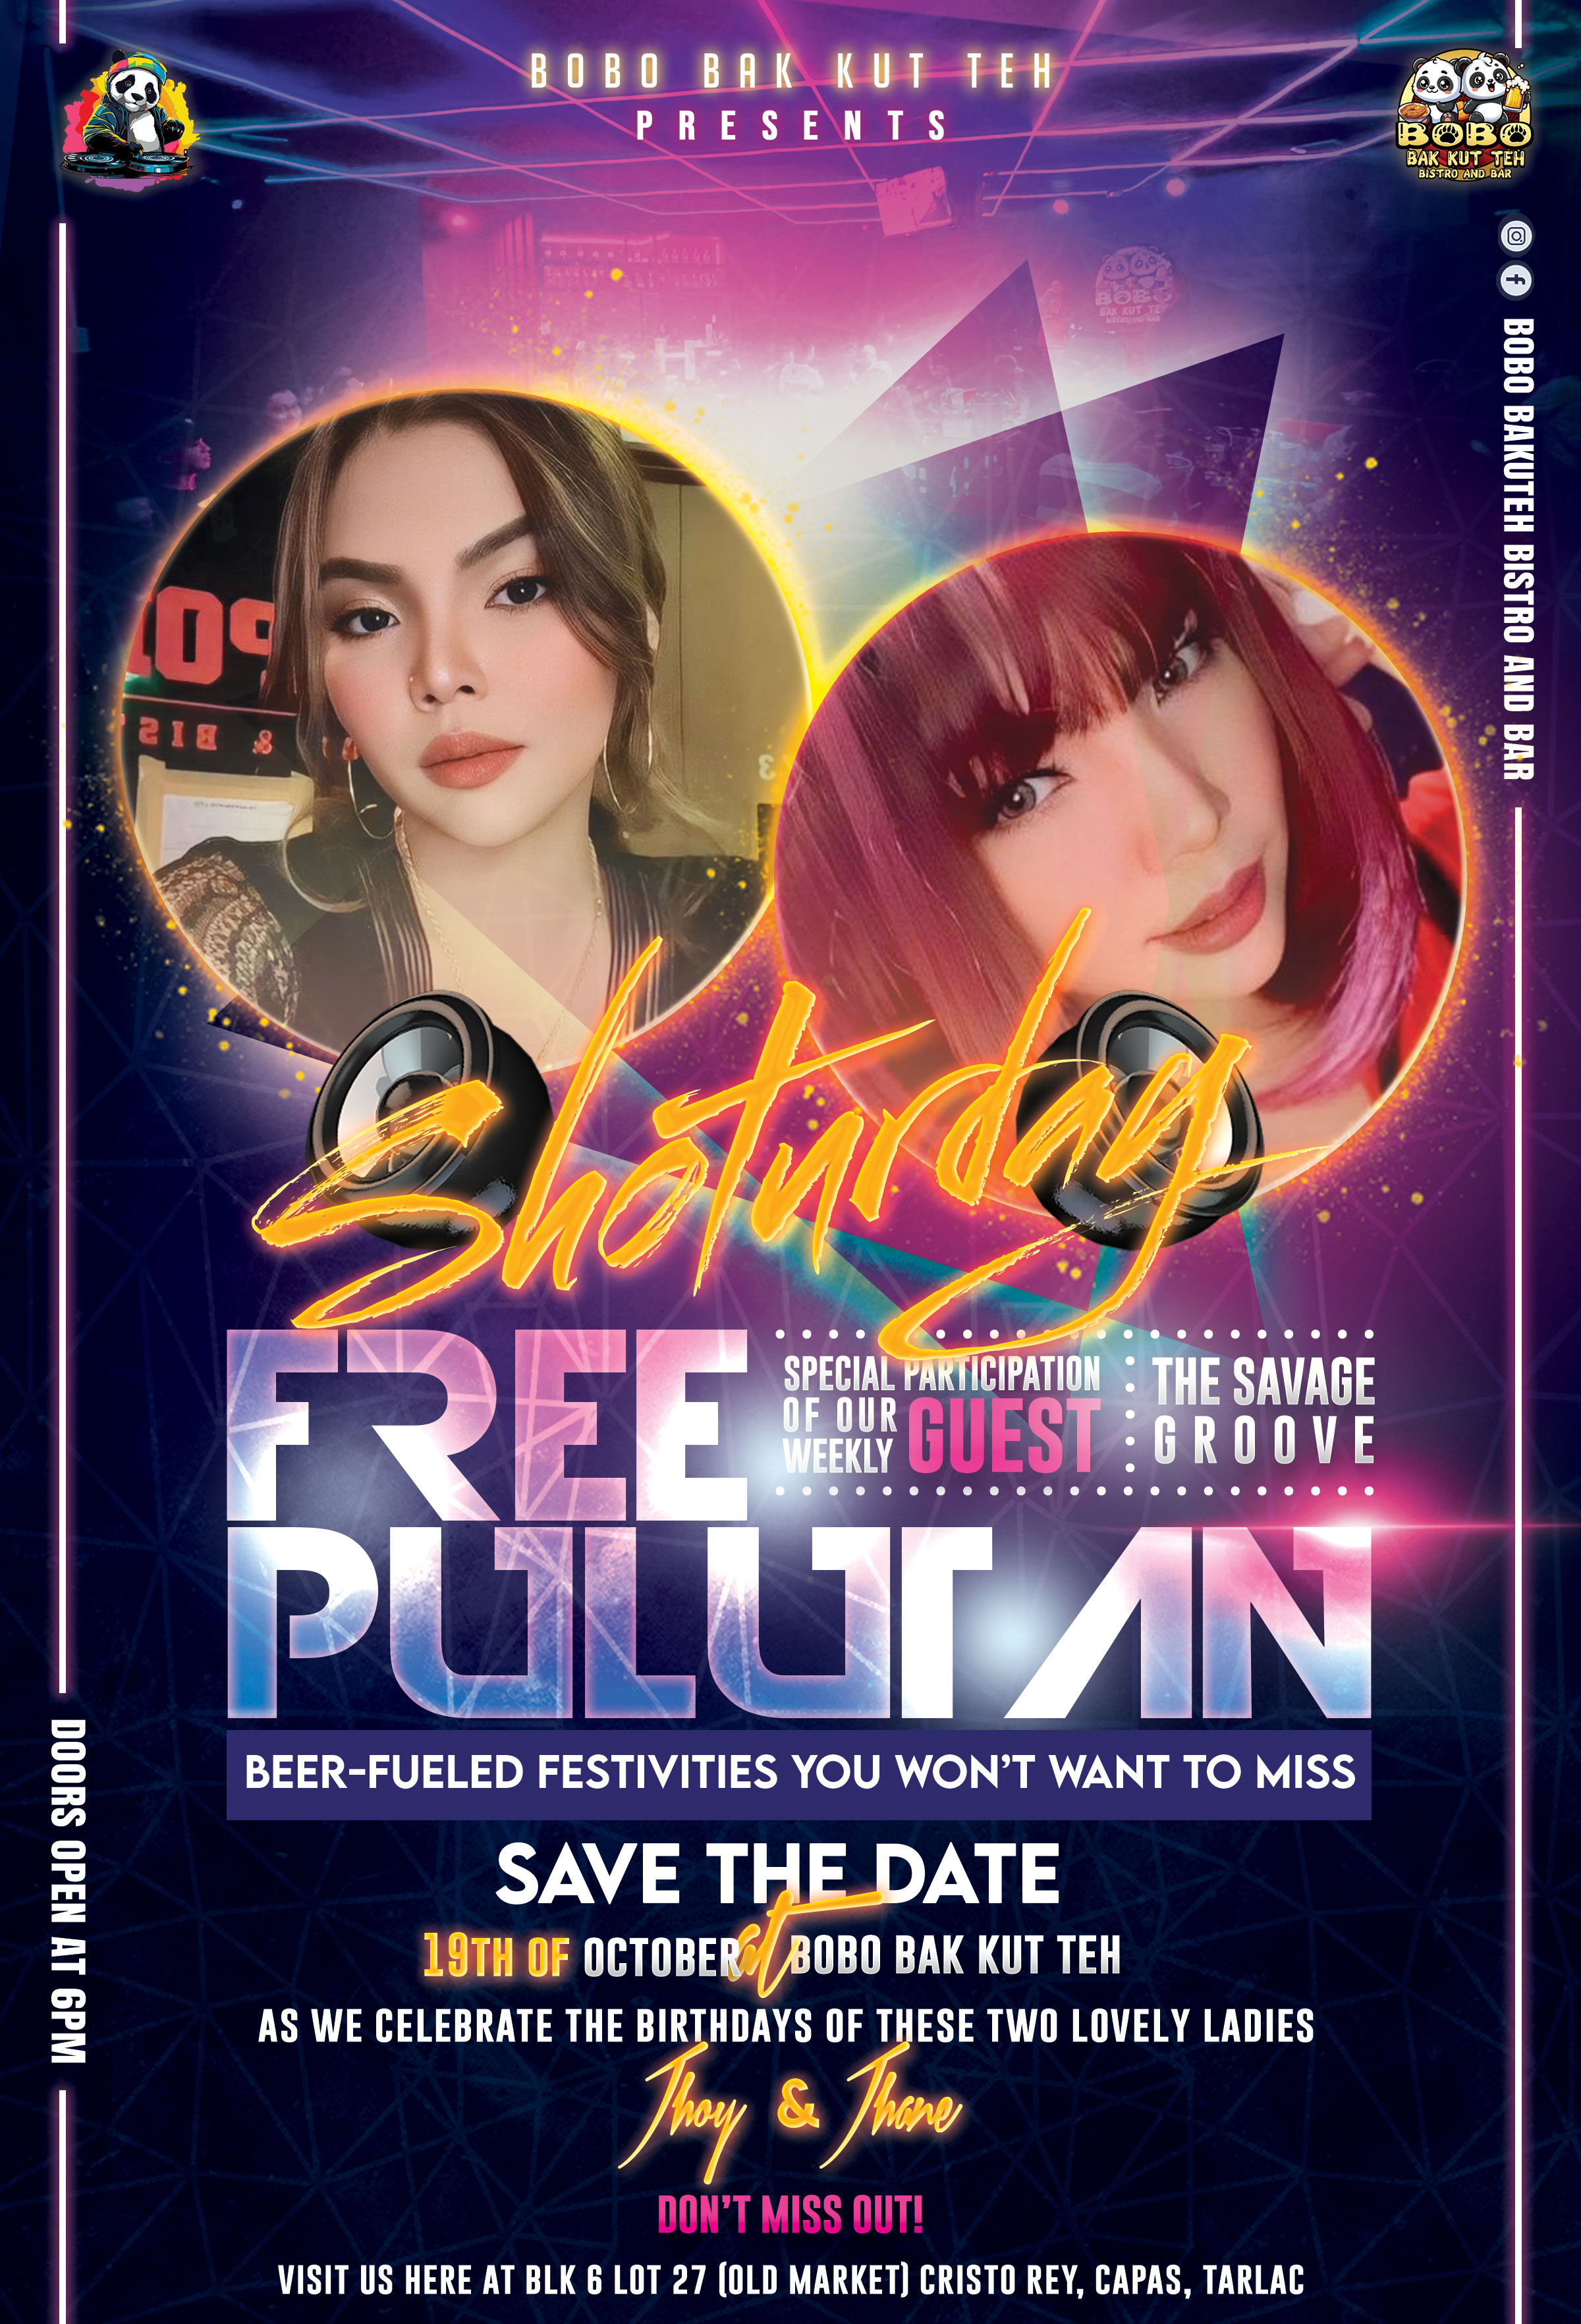 BOBO BAK KUT TEH
PRESENTS
BOBO
BAK KUT TEH
BISTRO AND BAR
BOBO BAKUTEH BISTRO AND BAR
Shoturday
FREE
SPECIAL PARTICIPATION
OF OUR
WEEKLY
GUEST
THE SAVAGE
GROOVE
PULUTAN
BEER-FUELED FESTIVITIES YOU WON'T WANT TO MISS
SAVE THE DATE
19TH OF OCTOBER at BOBO BAK KUT TEH
AS WE CELEBRATE THE BIRTHDAYS OF THESE TWO LOVELY LADIES
Jhoy & Jhane
DON'T MISS OUT!
VISIT US HERE AT BLK 6 LOT 27 (OLD MARKET) CRISTO REY, CAPAS, TARLAC
DOORS OPEN AT 6PM